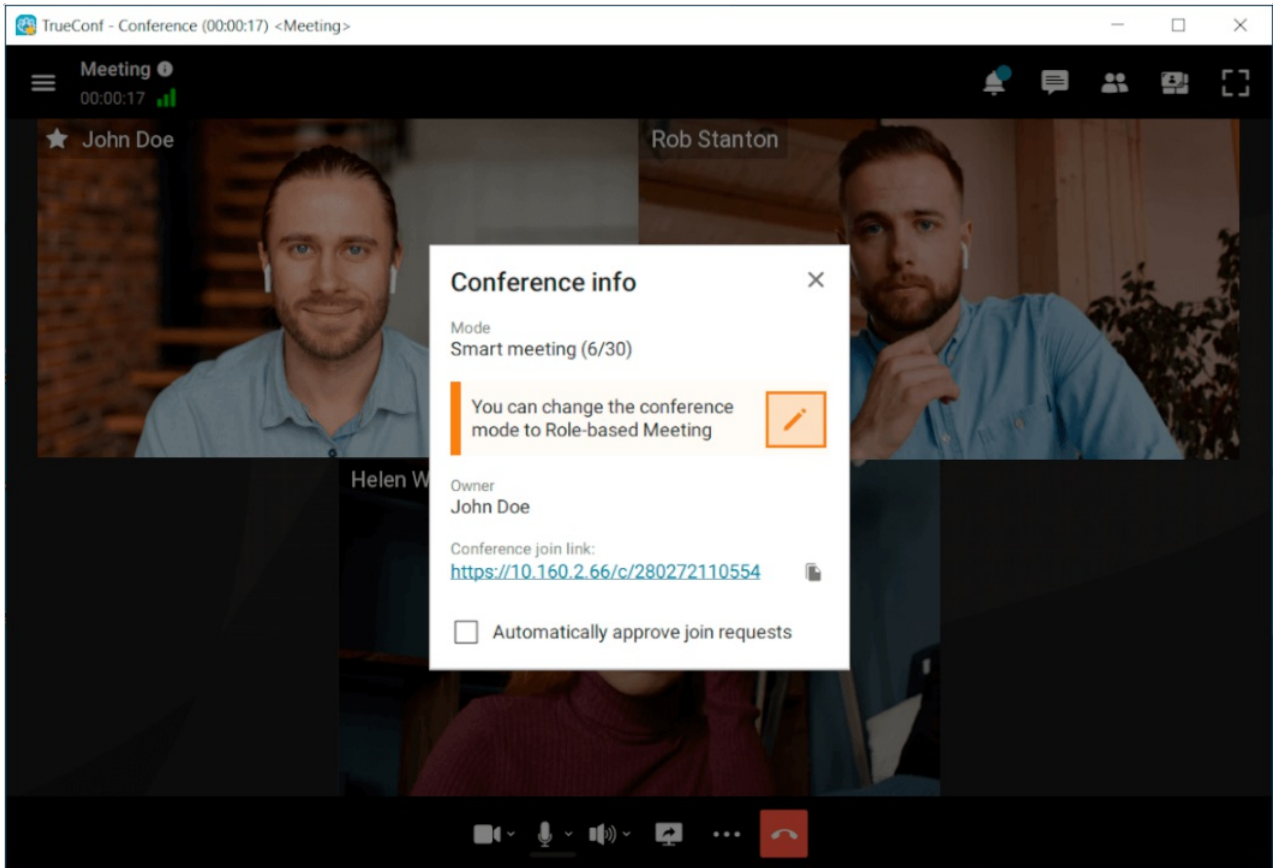 TrueConf - Conference (00:00:17) <Meeting>
Meeting
00:00:17
John Doe
Rob Stanton
Helen W
Conference info
Mode
Smart meeting (6/30)
You can change the conference
mode to Role-based Meeting
Owner
John Doe
Conference join link:
https://10.160.2.66/c/280272110554
Automatically approve join requests